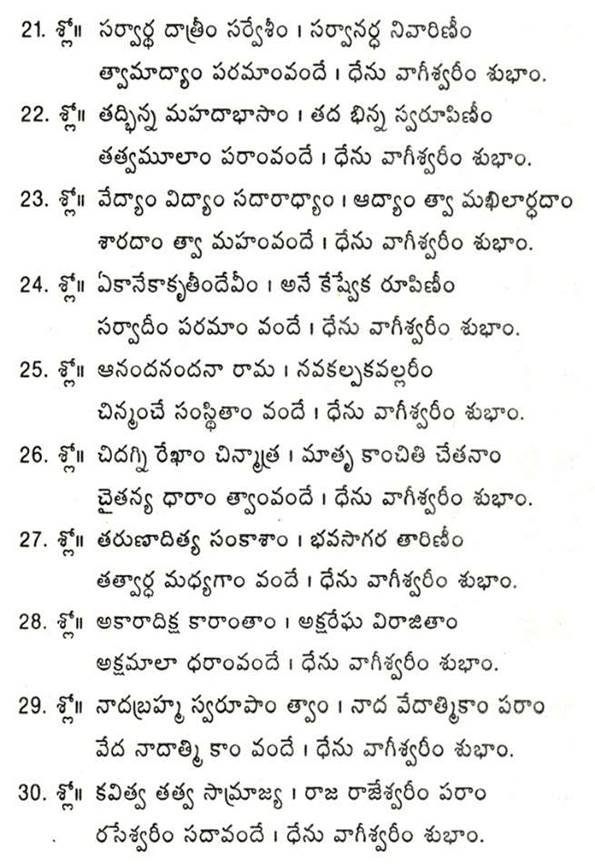 21. శ్లో॥ సర్వార్థ దాత్రీం సర్వేశీం । సర్వానర్ధ నివారిణీం
త్వామాద్యాం పరమాంవందే । ధేను వాగీశ్వరీం శుభాం.
22. శ్లో॥ తద్భిన్న మహదాభాసాం । తద భిన్న స్వరూపిణీం
తత్వమూలాం పరాంవందే । ధేను వాగీశ్వరీం శుభాం.
23. శ్లో॥ వేద్యాం విద్యాం సదారాధ్యాం । ఆద్యాం త్వా మఖిలార్ధదాం
శారదాం త్వా మహంవందే । ధేను వాగీశ్వరీం శుభాం.
24. శ్లో॥ ఏకానేకాకృతీందేవీం । అనే కేష్వేక రూపిణీం
సర్వాదీం పరమాం వందే । ధేను వాగీశ్వరీం శుభాం.
25. శ్లో॥ ఆనందనందనా రామ । నవకల్పకవల్లరీం
చిన్మంచే సంస్థితాం వందే । ధేను వాగీశ్వరీం శుభాం.
26. శ్లో॥ చిదగ్ని రేఖాం చిన్మాత్ర । మాతృ కాంచితి చేతనాం
చైతన్య ధారాం త్వాంవందే । ధేను వాగీశ్వరీం శుభాం.
27. శ్లో॥ తరుణాదిత్య సంకాశాం । భవసాగర తారిణీం
తత్వార్ధ మధ్యగాం వందే । ధేను వాగీశ్వరీం శుభాం.
28. శ్లో॥ అకారాదిక్ష కారాంతాం । అక్షరేఘ విరాజితాం
అక్షమాలా ధరాంవందే । ధేను వాగీశ్వరీం శుభాం.
29. శ్లో॥ నాదబ్రహ్మ స్వరూపాం త్వాం । నాద వేదాత్మికాం పరాం
వేద నాదాత్మి కాం వందే । ధేను వాగీశ్వరీం శుభాం.
30. శ్లో॥ కవిత్వ తత్వ సామ్రాజ్య । రాజ రాజేశ్వరీం పరాం
రసేశ్వరీం సదావందే । ధేను వాగీశ్వరీం శుభాం.